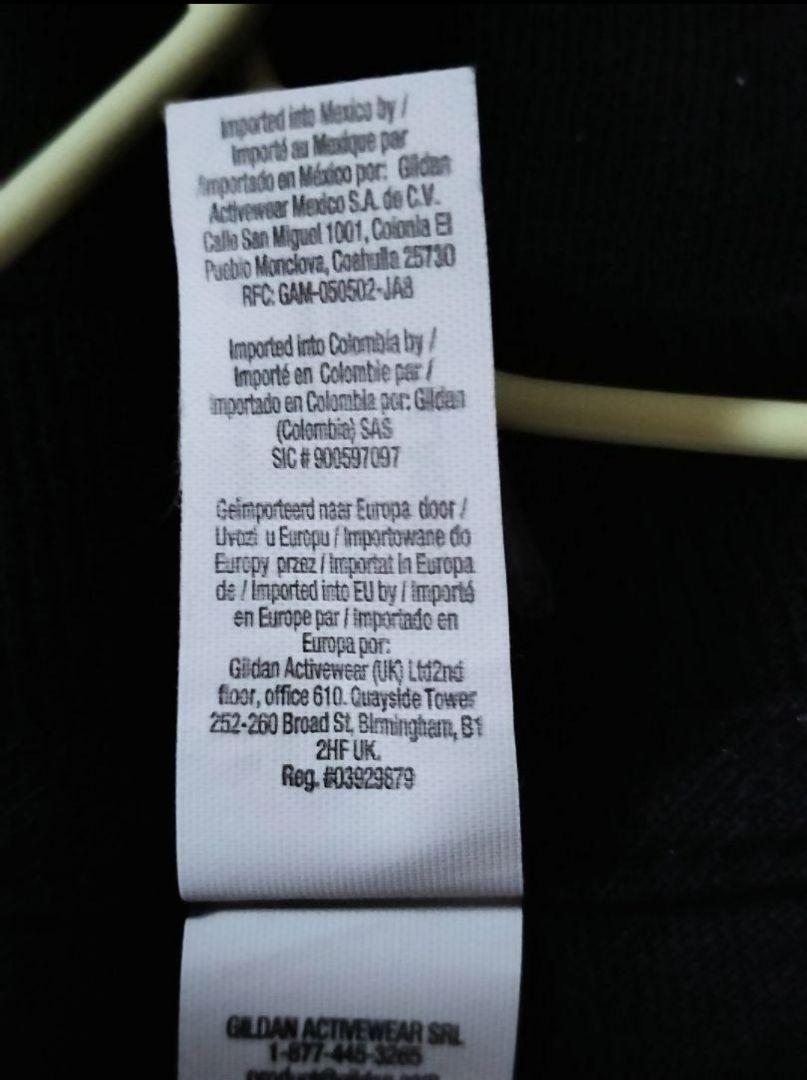 Imported into Mexico by /
Importé au Mexique par
/Importado en México por: Gildan
Activewear Mexico S.A. de C.V.
Calle San Miguel 1001, Colonia El
Pueblo Monclova, Coahuila 25730
RFC: GAM-050502-JA8
Imported into Colombia by /
Importé en Colombie par /
Importado en Colombia por: Gildan
(Colombia) SAS
SIC # 900597097
Geïmporteerd naar Europa door /
Uvozi u Europu / Importowane do
Europy przez / Importat în Europa
de / Imported into EU by / Importé
en Europe par / Importado en
Europa por:
Gildan Activewear (UK) Ltd2nd
floor, office 610. Quayside Tower
252-260 Broad St, Birmingham, B1
2HF UK.
Reg. #03929679
GILDAN ACTIVEWEAR SRL
1-877-445-3265